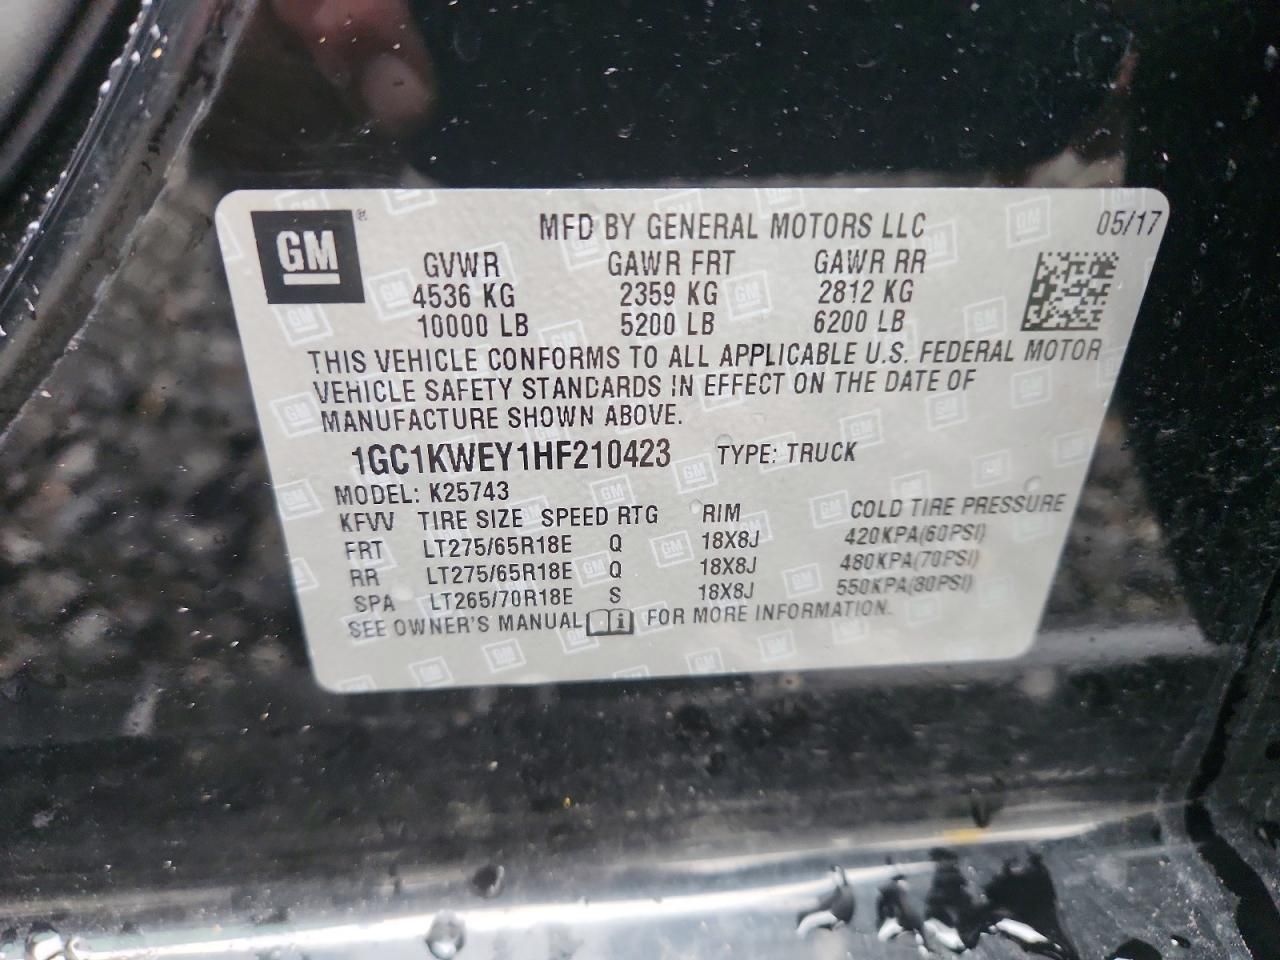 GM ® MFD BY GENERAL MOTORS LLC 05/17
GVWR GAWR FRT GAWR RR
4536 KG 2359 KG 2812 KG
10000 LB 5200 LB 6200 LB
THIS VEHICLE CONFORMS TO ALL APPLICABLE U.S. FEDERAL MOTOR
VEHICLE SAFETY STANDARDS IN EFFECT ON THE DATE OF
MANUFACTURE SHOWN ABOVE.
1GC1KWEY1HF210423 TYPE: TRUCK
MODEL: K25743
KFVV TIRE SIZE SPEED RTG RIM COLD TIRE PRESSURE
FRT LT275/65R18E Q 18X8J 420KPA(60PSI)
RR LT275/65R18E Q 18X8J 480KPA(70PSI)
SPA LT265/70R18E S 18X8J 550KPA(80PSI)
SEE OWNER'S MANUAL i FOR MORE INFORMATION.